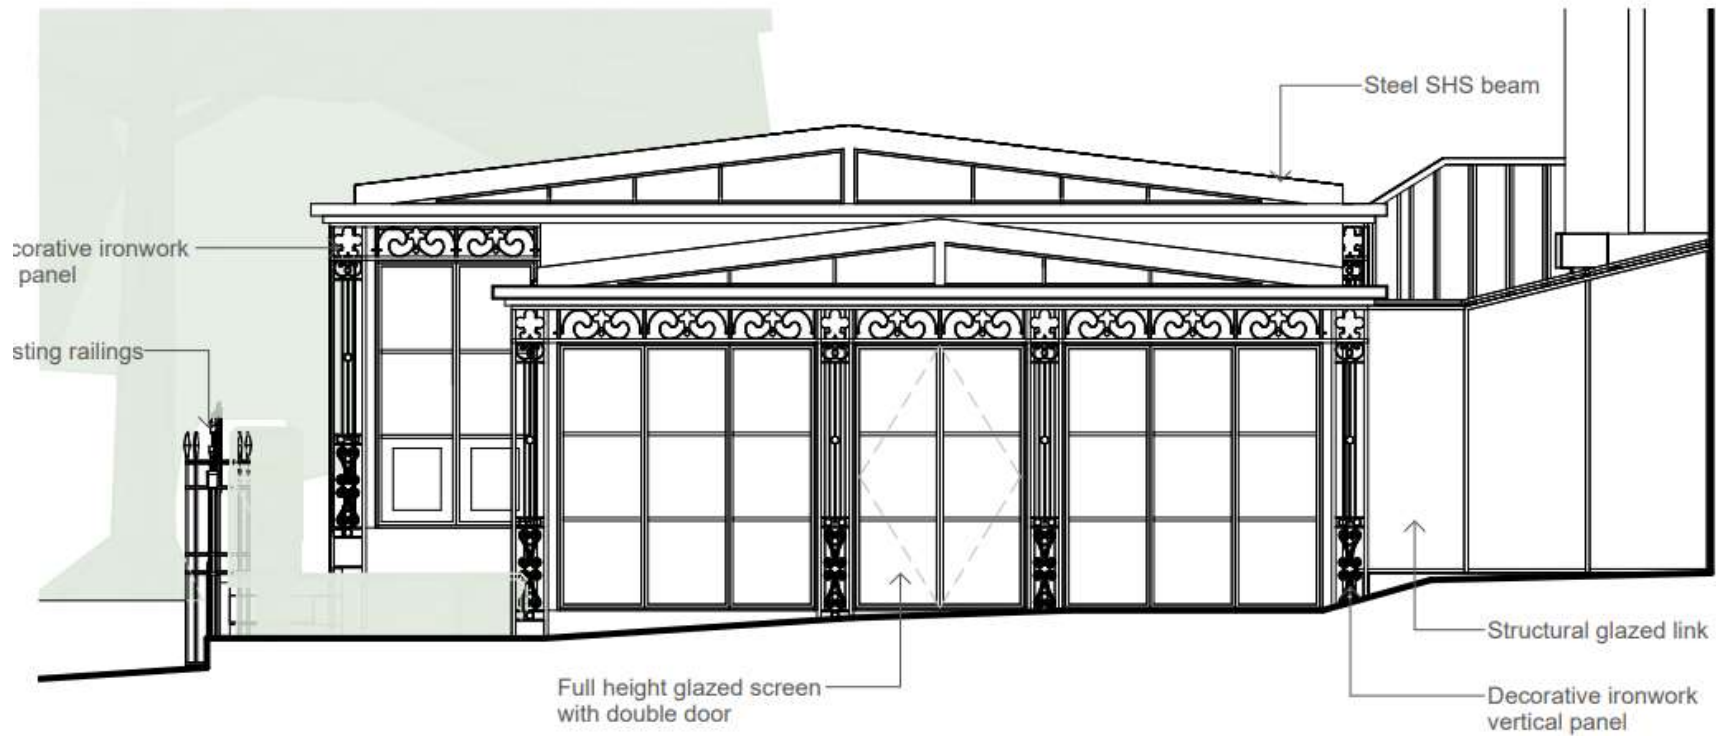 Steel SHS beam
corative ironwork
panel
sting railings
Structural glazed link
Full height glazed screen
with double door
Decorative ironwork
vertical panel